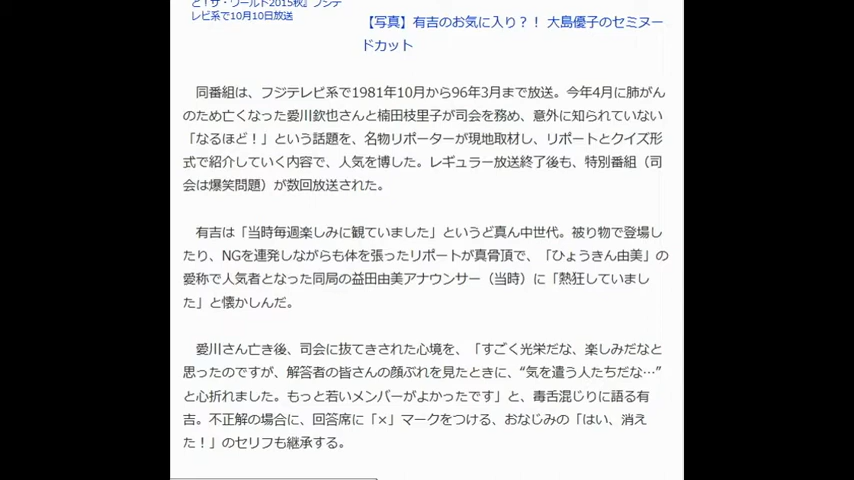 と！ザ・ワールド2015秋』フジテ
レビ系で10月10日放送
【写真】有吉のお気に入り？！ 大島優子のセミヌー
ドカット
同番組は、フジテレビ系で1981年10月から96年3月まで放送。今年4月に肺がん
のため亡くなった愛川欽也さんと楠田枝里子が司会を務め、意外に知られていない
「なるほど！」という話題を、名物リポーターが現地取材し、リポートとクイズ形
式で紹介していく内容で、人気を博した。レギュラー放送終了後も、特別番組（司
会は爆笑問題）が数回放送された。
有吉は「当時毎週楽しみに観ていました」というど真ん中世代。被り物で登場し
たり、NGを連発しながらも体を張ったリポートが真骨頂で、「ひょうきん由美」の
愛称で人気者となった同局の益田由美アナウンサー（当時）に「熱狂していまし
た」と懐かしんだ。
愛川さん亡き後、司会に抜てきされた心境を、「すごく光栄だな、楽しみだなと
思ったのですが、解答者の皆さんの顔ぶれを見たときに、“気を遣う人たちだな…”
と心折れました。もっと若いメンバーがよかったです」と、毒舌混じりに語る有
吉。不正解の場合に、回答席に「×」マークをつける、おなじみの「はい、消え
た！」のセリフも継承する。